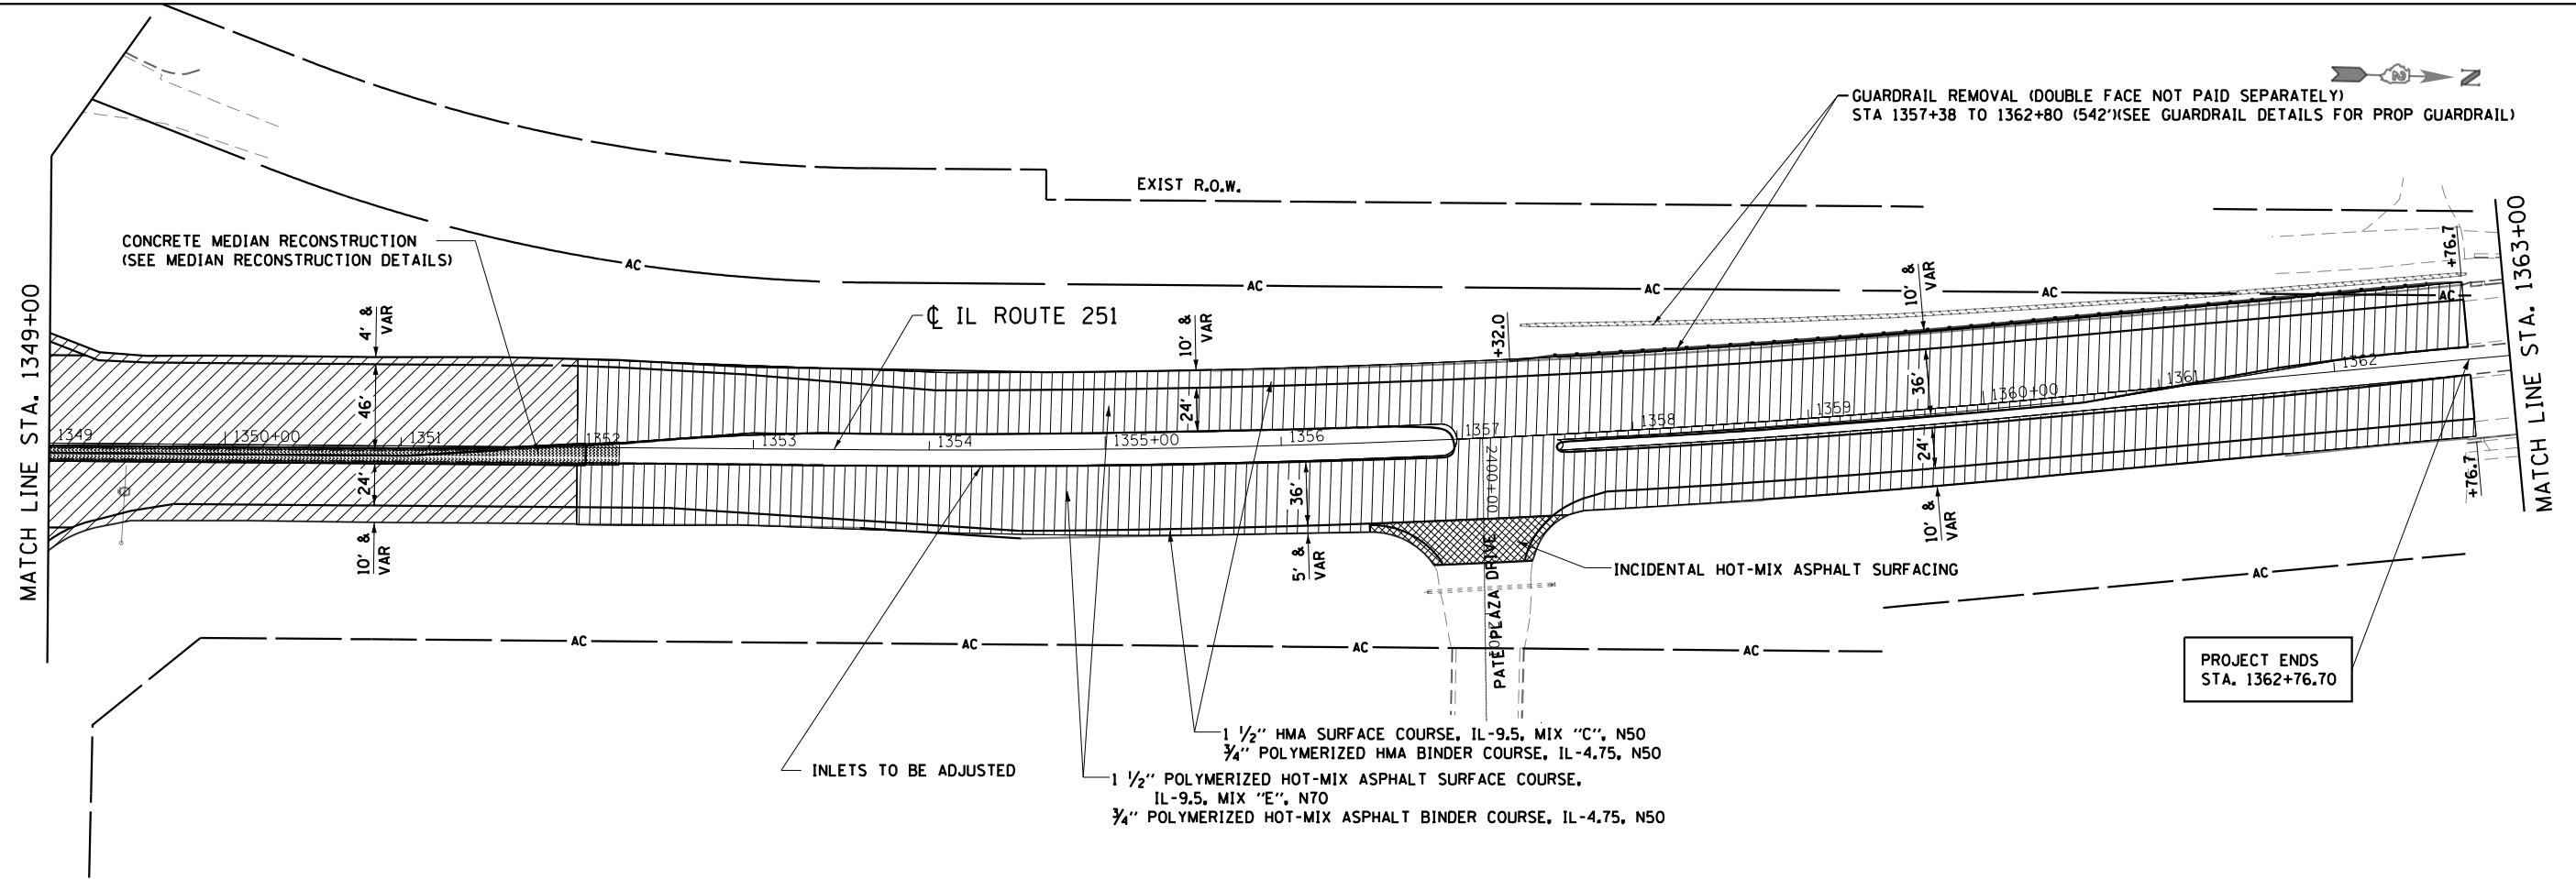 N
GUARDRAIL REMOVAL (DOUBLE FACE NOT PAID SEPARATELY)
STA 1357+38 TO 1362+80 (542')(SEE GUARDRAIL DETAILS FOR PROP GUARDRAIL)
EXIST R.O.W.
CONCRETE MEDIAN RECONSTRUCTION
(SEE MEDIAN RECONSTRUCTION DETAILS)
AC
AC
AC
AC
AC
MATCH LINE STA. 1349+00
MATCH LINE STA. 1363+00
℄ IL ROUTE 251
4' &
VAR
10' &
VAR
+32.0
10' &
VAR
+76.7
46'
24'
36'
1349
1350+00
1351
1352
1353
1354
1355+00
1356
1357
1358
1359
1360+00
1361
1362
24'
36'
24'
10' &
VAR
5' &
VAR
10' &
VAR
+76.7
2400+00
PATE PLAZA DRIVE
INCIDENTAL HOT-MIX ASPHALT SURFACING
AC
AC
AC
AC
AC
PROJECT ENDS
STA. 1362+76.70
1 ½" HMA SURFACE COURSE, IL-9.5, MIX "C", N50
¾" POLYMERIZED HMA BINDER COURSE, IL-4.75, N50
INLETS TO BE ADJUSTED
1 ½" POLYMERIZED HOT-MIX ASPHALT SURFACE COURSE,
IL-9.5, MIX "E", N70
¾" POLYMERIZED HOT-MIX ASPHALT BINDER COURSE, IL-4.75, N50